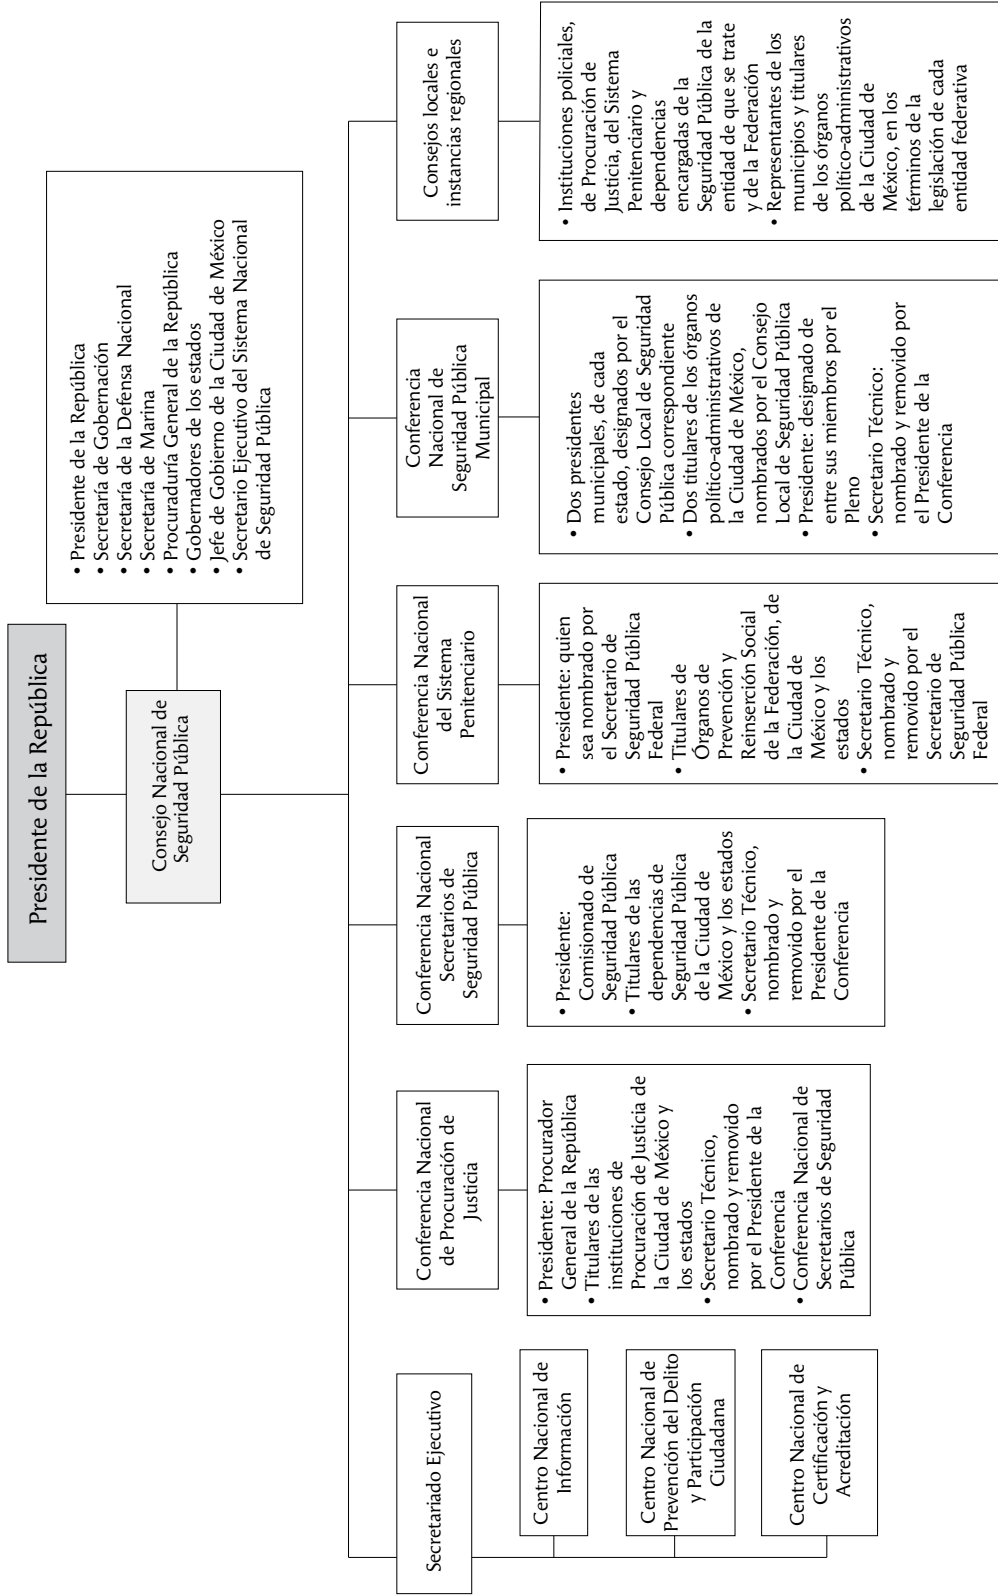 Presidente de la República
Consejo Nacional de
Seguridad Pública
• Presidente de la República
• Secretaría de Gobernación
• Secretaría de la Defensa Nacional
• Secretaría de Marina
• Procuraduría General de la República
• Gobernadores de los estados
• Jefe de Gobierno de la Ciudad de México
• Secretario Ejecutivo del Sistema Nacional
de Seguridad Pública
Secretariado Ejecutivo
Centro Nacional de
Información
Centro Nacional de
Prevención del Delito
y Participación
Ciudadana
Centro Nacional de
Certificación y
Acreditación
Conferencia Nacional
de Procuración de
Justicia
• Presidente: Procurador
General de la República
• Titulares de las
instituciones de
Procuración de Justicia de
la Ciudad de México y
los estados
• Secretario Técnico,
nombrado y removido
por el Presidente de la
Conferencia
• Conferencia Nacional de
Secretarios de Seguridad
Pública
Conferencia Nacional
Secretarios de
Seguridad Pública
• Presidente:
Comisionado de
Seguridad Pública
• Titulares de las
dependencias de
Seguridad Pública
de la Ciudad de
México y los estados
• Secretario Técnico,
nombrado y
removido por el
Presidente de la
Conferencia
Conferencia Nacional
del Sistema
Penitenciario
• Presidente: quien
sea nombrado por
el Secretario de
Seguridad Pública
Federal
• Titulares de
Órganos de
Prevención y
Reinserción Social
de la Federación, de
la Ciudad de
México y los
estados
• Secretario Técnico,
nombrado y
removido por el
Secretario de
Seguridad Pública
Federal
Conferencia
Nacional de
Seguridad Pública
Municipal
• Dos presidentes
municipales, de cada
estado, designados por el
Consejo Local de Seguridad
Pública correspondiente
• Dos titulares de los órganos
político-administrativos de
la Ciudad de México,
nombrados por el Consejo
Local de Seguridad Pública
• Presidente: designado de
entre sus miembros por el
Pleno
• Secretario Técnico:
nombrado y removido por
el Presidente de la
Conferencia
Consejos locales e
instancias regionales
• Instituciones policiales,
de Procuración de
Justicia, del Sistema
Penitenciario y
dependencias
encargadas de la
Seguridad Pública de la
entidad de que se trate
y de la Federación
• Representantes de los
municipios y titulares
de los órganos
político-administrativos
de la Ciudad de
México, en los
términos de la
legislación de cada
entidad federativa